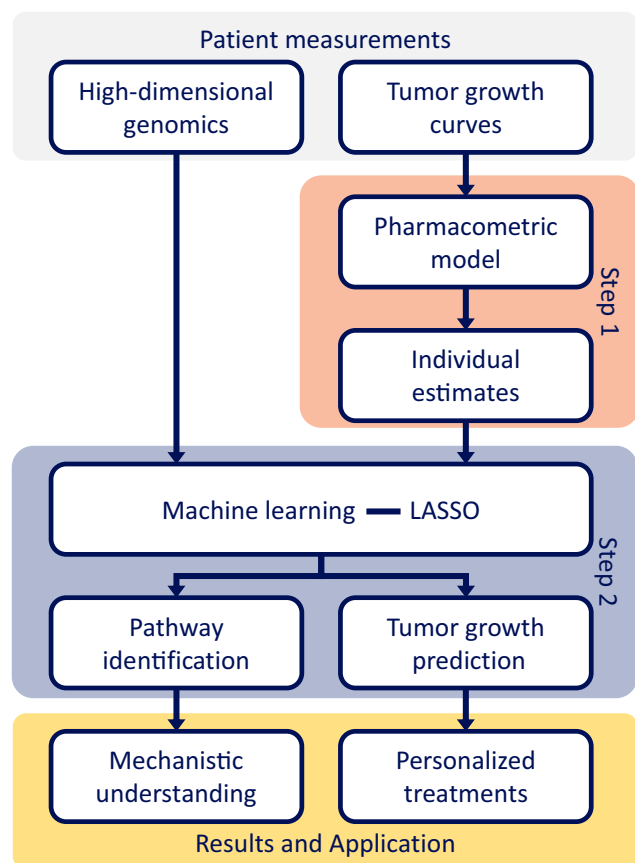 Patient measurements
High-dimensional
genomics
Tumor growth
curves
Pharmacometric
model
Step 1
Individual
estimates
Machine learning — LASSO
Step 2
Pathway
identification
Tumor growth
prediction
Mechanistic
understanding
Personalized
treatments
Results and Application